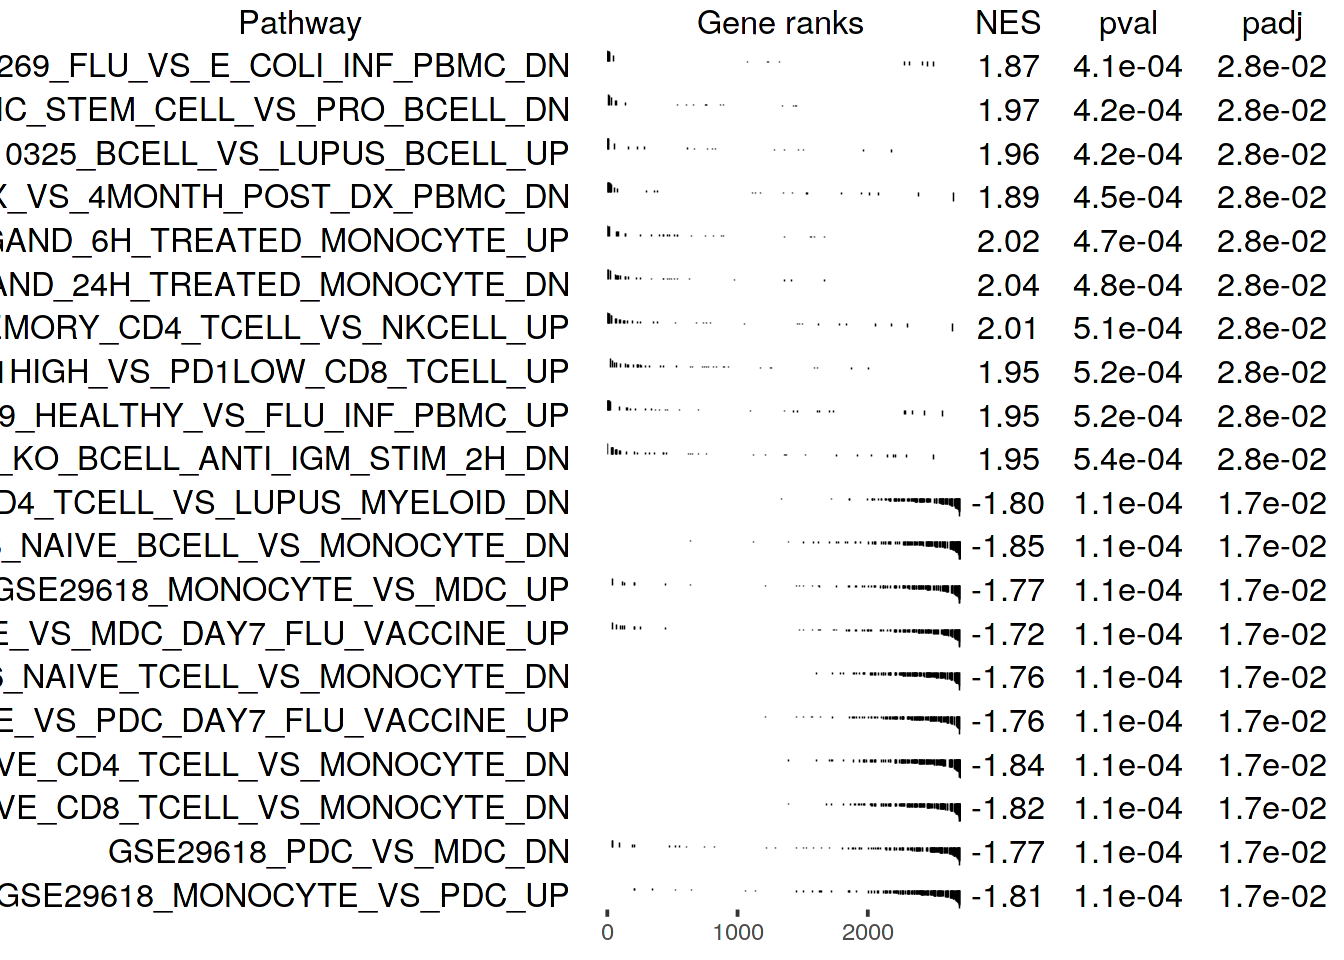 Pathway Gene ranks NES pval padj
269_FLU_VS_E_COLI_INF_PBMC_DN 1.87 4.1e-04 2.8e-02
IC_STEM_CELL_VS_PRO_BCELL_DN 1.97 4.2e-04 2.8e-02
0325_BCELL_VS_LUPUS_BCELL_UP 1.96 4.2e-04 2.8e-02
X_VS_4MONTH_POST_DX_PBMC_DN 1.89 4.5e-04 2.8e-02
GAND_6H_TREATED_MONOCYTE_UP 2.02 4.7e-04 2.8e-02
AND_24H_TREATED_MONOCYTE_DN 2.04 4.8e-04 2.8e-02
EMORY_CD4_TCELL_VS_NKCELL_UP 2.01 5.1e-04 2.8e-02
1HIGH_VS_PD1LOW_CD8_TCELL_UP 1.95 5.2e-04 2.8e-02
9_HEALTHY_VS_FLU_INF_PBMC_UP 1.95 5.2e-04 2.8e-02
_KO_BCELL_ANTI_IGM_STIM_2H_DN 1.95 5.4e-04 2.8e-02
D4_TCELL_VS_LUPUS_MYELOID_DN -1.80 1.1e-04 1.7e-02
S_NAIVE_BCELL_VS_MONOCYTE_DN -1.85 1.1e-04 1.7e-02
GSE29618_MONOCYTE_VS_MDC_UP -1.77 1.1e-04 1.7e-02
E_VS_MDC_DAY7_FLU_VACCINE_UP -1.72 1.1e-04 1.7e-02
S_NAIVE_TCELL_VS_MONOCYTE_DN -1.76 1.1e-04 1.7e-02
E_VS_PDC_DAY7_FLU_VACCINE_UP -1.76 1.1e-04 1.7e-02
VE_CD4_TCELL_VS_MONOCYTE_DN -1.84 1.1e-04 1.7e-02
VE_CD8_TCELL_VS_MONOCYTE_DN -1.82 1.1e-04 1.7e-02
GSE29618_PDC_VS_MDC_DN -1.77 1.1e-04 1.7e-02
GSE29618_MONOCYTE_VS_PDC_UP -1.81 1.1e-04 1.7e-02
0 1000 2000